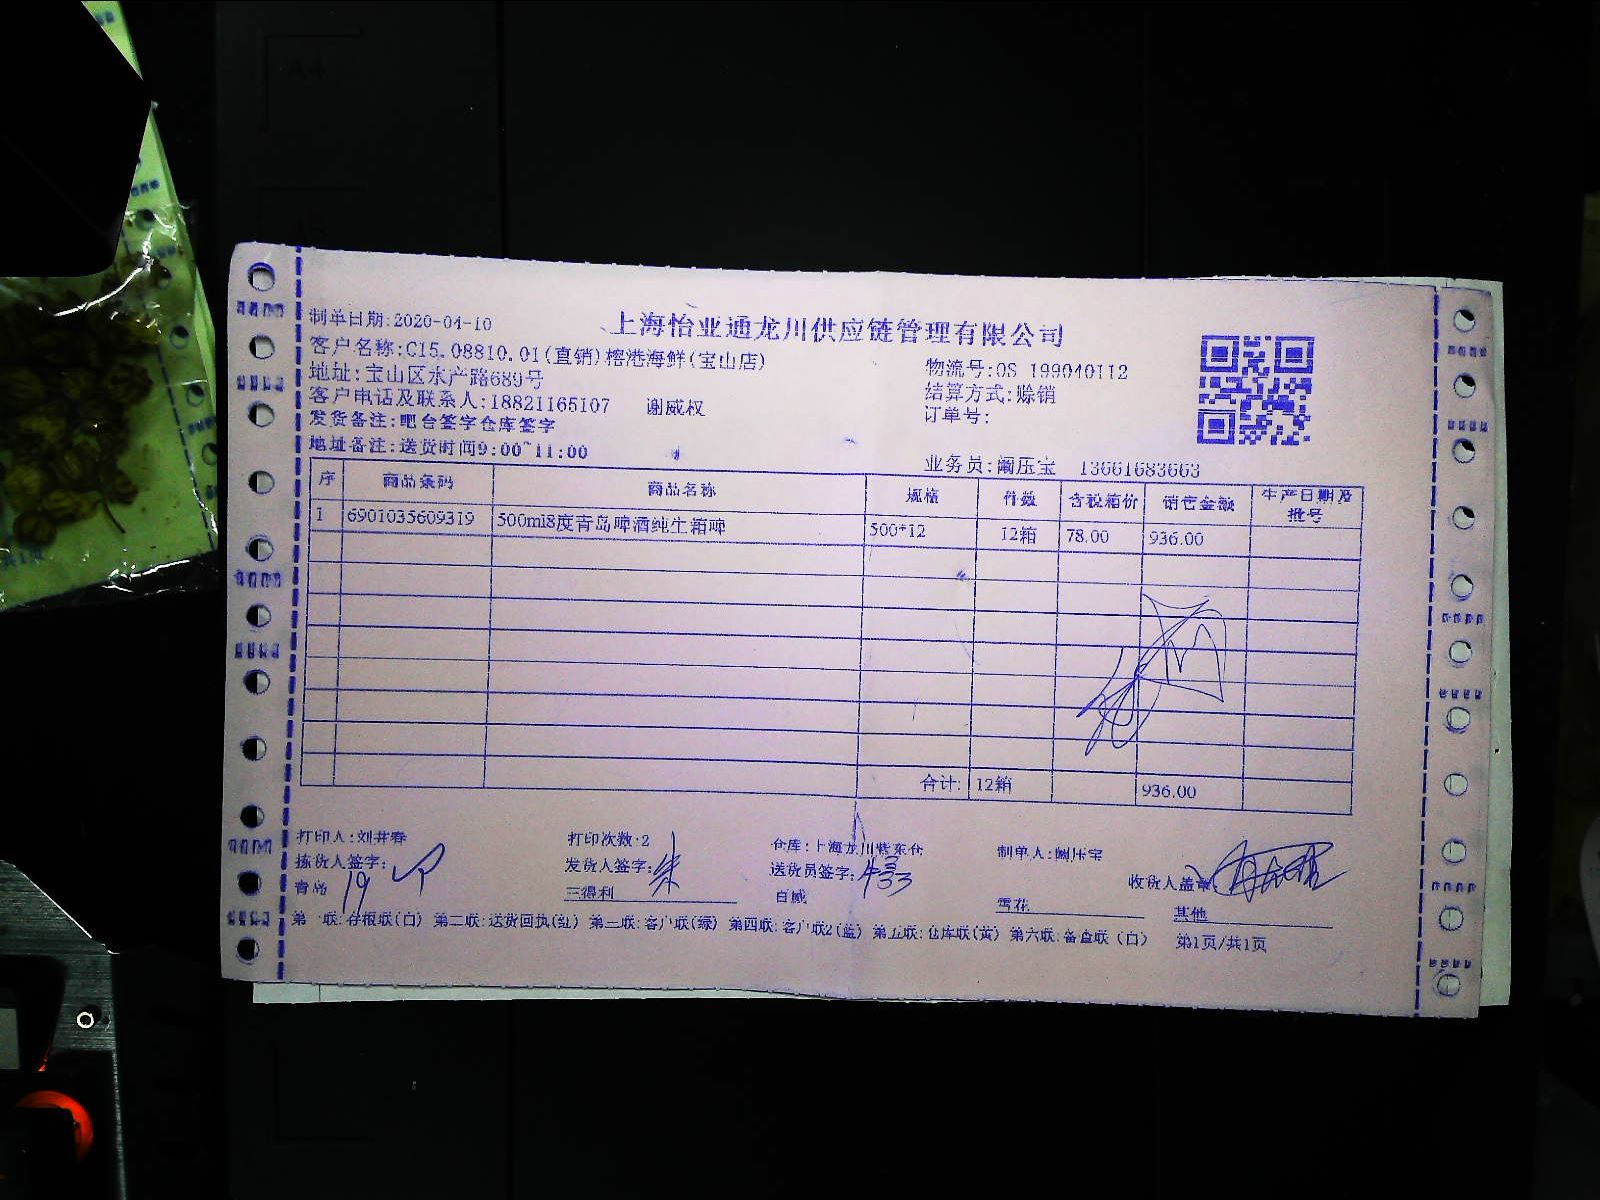 上海怡亚通龙川供应链管理有限公司
制单日期:2020-04-10
客户名称:C15.08810.01(直销)榕港海鲜(宝山店)
物流号:OS 199040112
地址:宝山区水产路689号
结算方式:赊销
客户电话及联系人:18821165107 谢威权
订单号:
发货备注:吧台签字仓库签字
地址备注:送货时间9:00~11:00
业务员:阚压宝 13661683663
序 商品条码 商品名称 规格 件数 含税箱价 销售金额 生产日期及批号
1 6901035609319 500ml8度青岛啤酒纯生箱啤 500*12 12箱 78.00 936.00
合计: 12箱 936.00
打印人:刘井春 打印次数:2 仓库:上海龙川紫东仓 制单人:阚压宝
拣货人签字: 发货人签字:朱 送货员签字: 收货人盖章:
青岛 19 三得利 百威 雪花 其他
第一联:存根联(白) 第二联:送货回执(红) 第三联:客户联(绿) 第四联:客户联2(蓝) 第五联:仓库联(黄) 第六联:备查联(白) 第1页/共1页